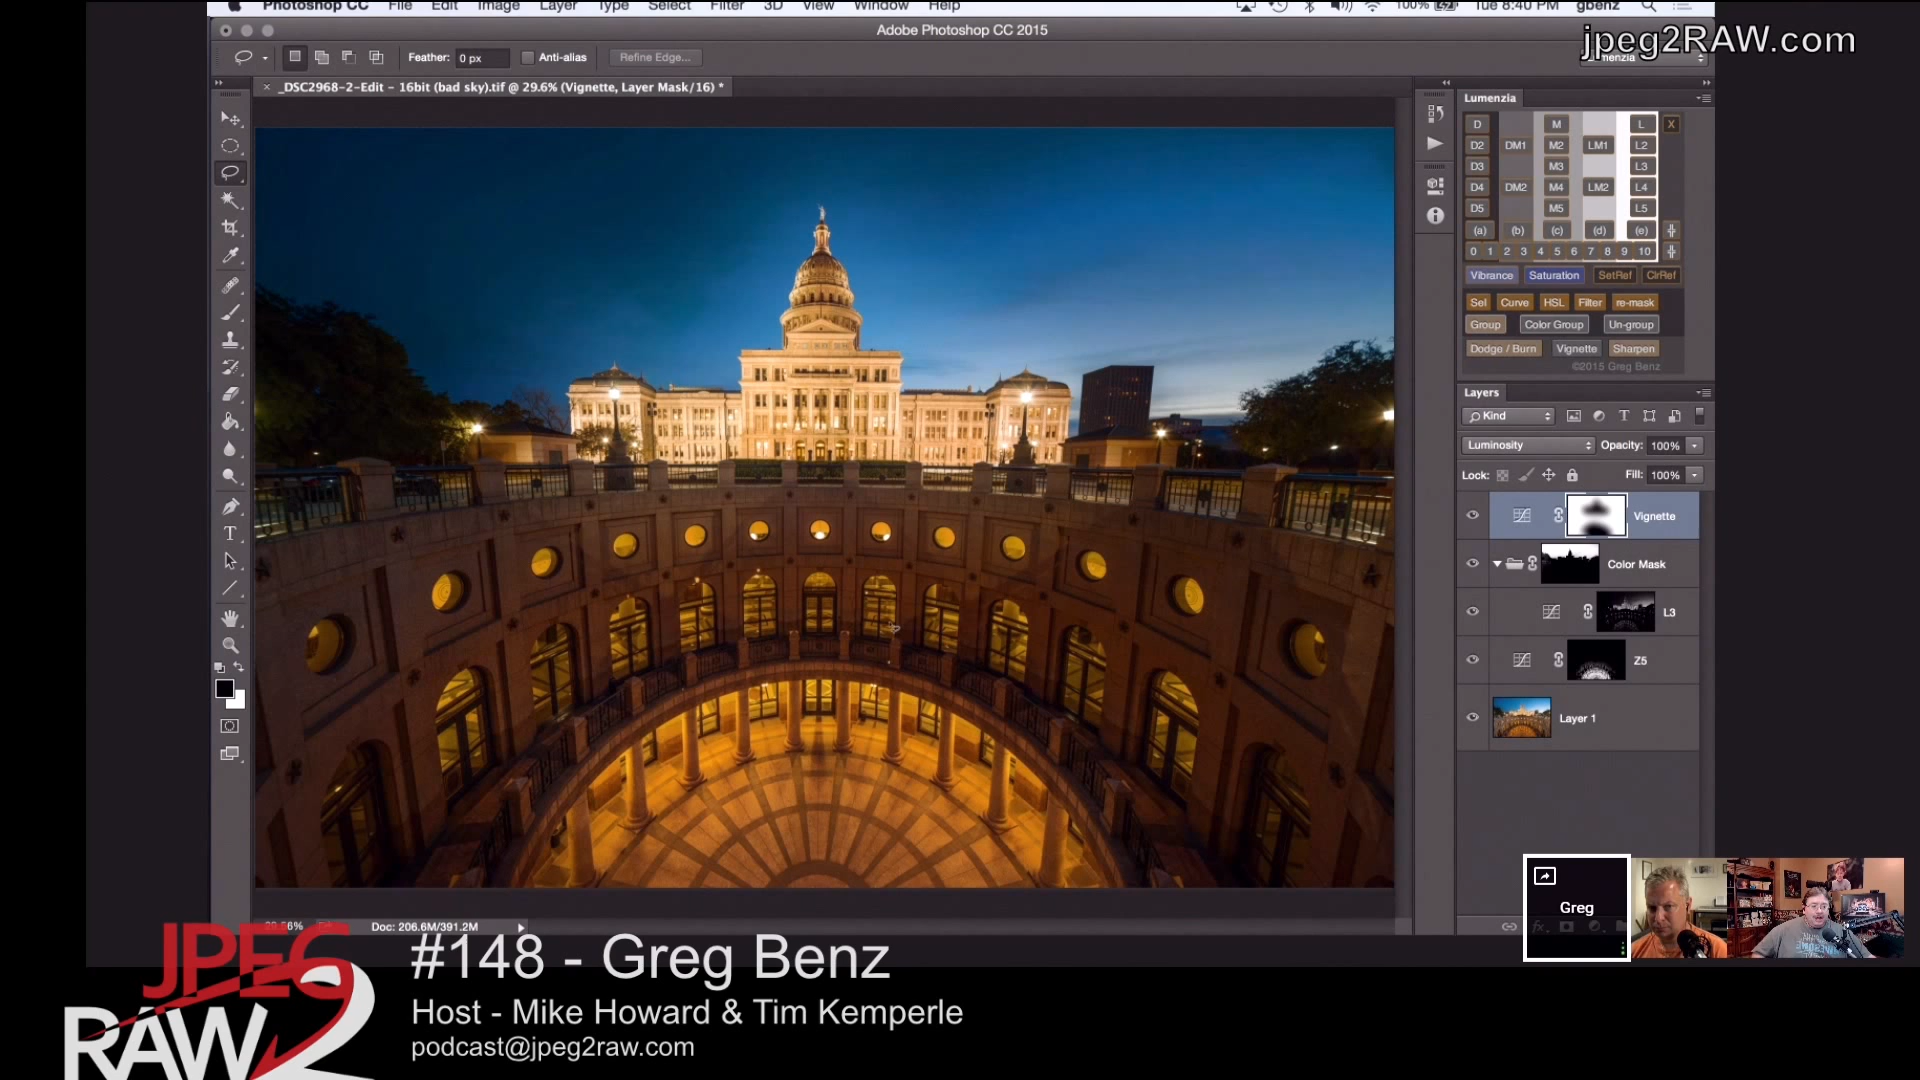 Photoshop CC File Edit Image Layer Type Select Filter 3D View Window Help 100% Tue 8:40 PM gbenz
Adobe Photoshop CC 2015
jpeg2RAW.com
Feather: 0 px Anti-alias Refine Edge...
× _DSC2968-2-Edit - 16bit (bad sky).tif @ 29.6% (Vignette, Layer Mask/16) *
Lumenzia
D M L X
D2 DM1 M2 LM1 L2
D3 M3 L3
D4 DM2 M4 LM2 L4
D5 M5 L5
(a) (b) (c) (d) (e)
0 1 2 3 4 5 6 7 8 9 10
Vibrance Saturation SetRef ClrRef
Sel Curve HSL Filter re-mask
Group Color Group Un-group
Dodge / Burn Vignette Sharpen
©2015 Greg Benz
Layers
Kind
Luminosity Opacity: 100%
Lock: Fill: 100%
Vignette
Color Mask
L3
Z5
Layer 1
Greg
Doc: 206.6M/391.2M
JPEG
2
RAW
#148 - Greg Benz
Host - Mike Howard & Tim Kemperle
podcast@jpeg2raw.com